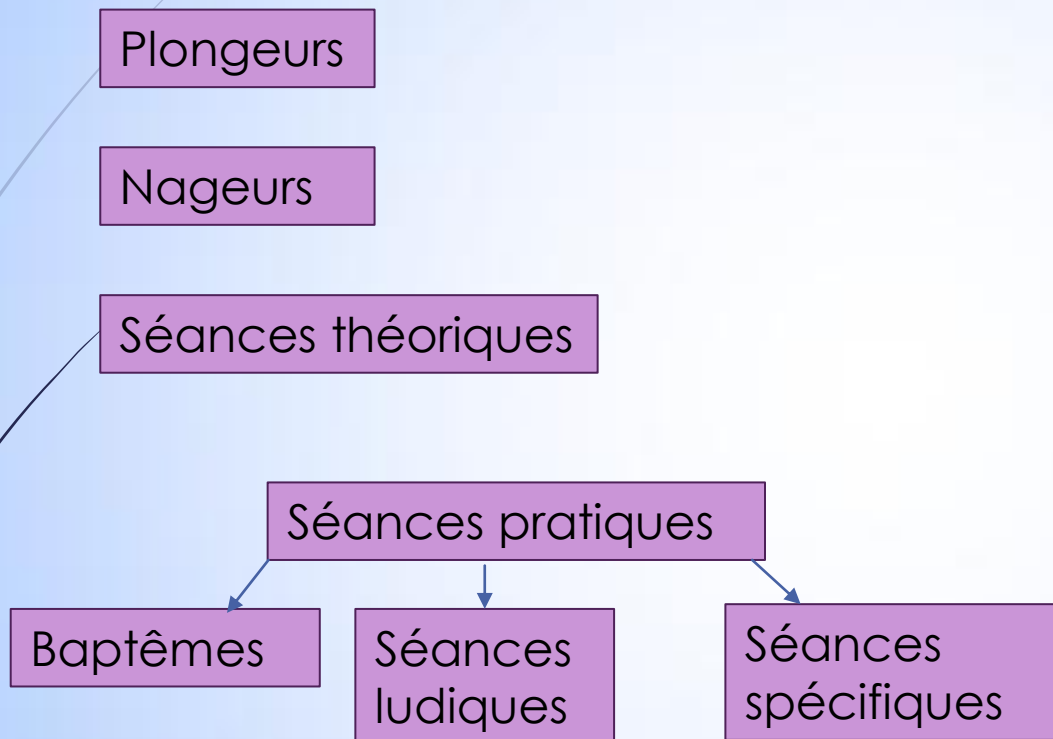 Plongeurs
Nageurs
Séances théoriques
Séances pratiques
Baptêmes
Séances
ludiques
Séances
spécifiques